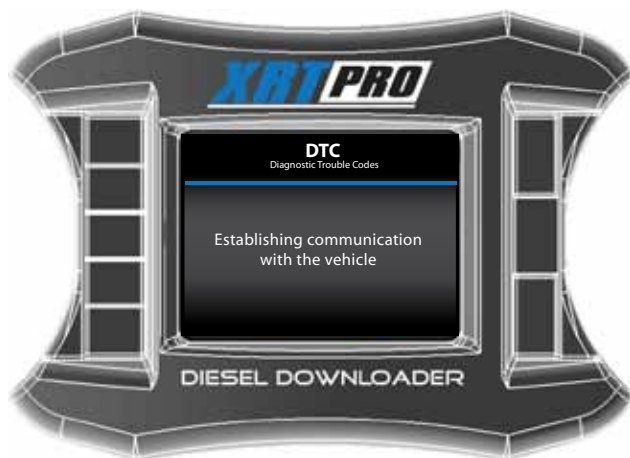 XRT PRO
DTC
Diagnostic Trouble Codes
Establishing communication
with the vehicle
DIESEL DOWNLOADER